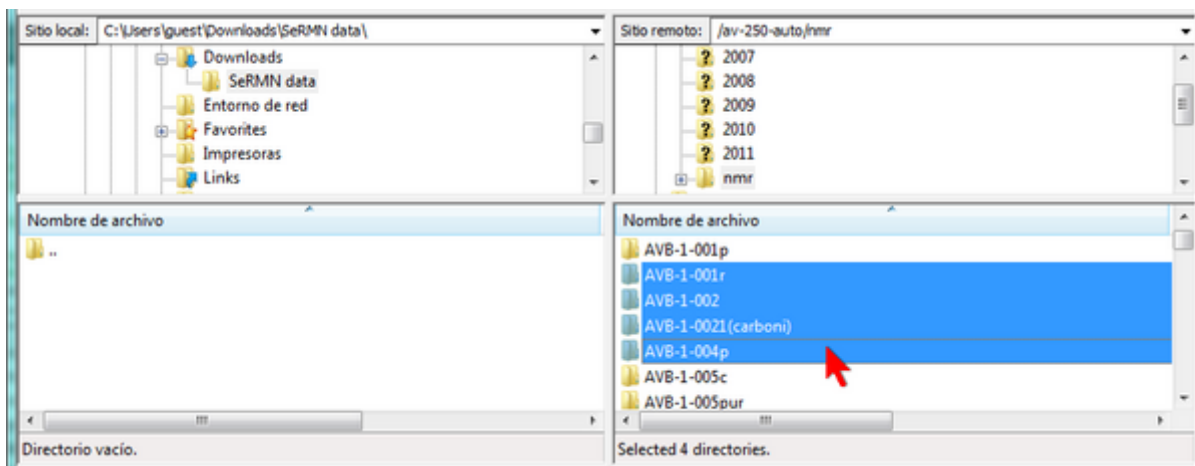 Sitio local: C:\Users\guest\Downloads\SeRMN data\
Downloads
SeRMN data
Entorno de red
Favorites
Impresoras
Links
Nombre de archivo
..
Directorio vacío.
Sitio remoto: /av-250-auto/nmr
2007
2008
2009
2010
2011
nmr
Nombre de archivo
AVB-1-001p
AVB-1-001r
AVB-1-002
AVB-1-0021(carboni)
AVB-1-004p
AVB-1-005c
AVB-1-005pur
Selected 4 directories.